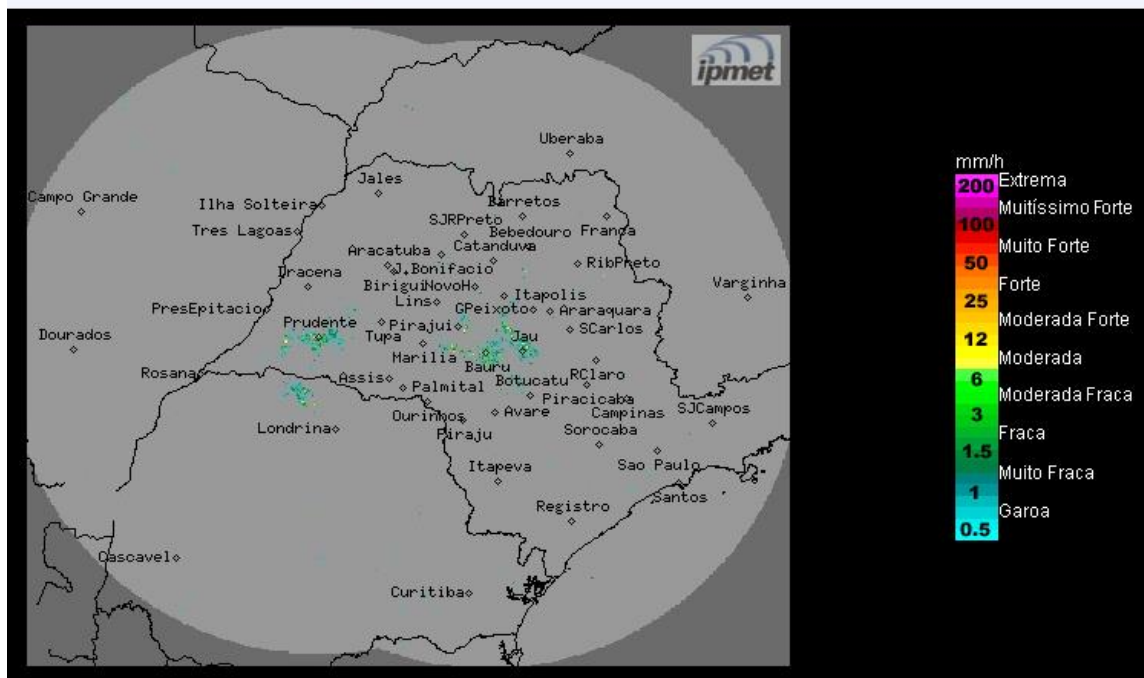 ipmet
Uberaba
Campo Grande
Jales
Ilha Solteira
Barretos
Tres Lagoas
SJRPreto
Bebedouro
Franca
Aracatuba
Catanduva
Dracena
J.Bonifacio
RibPreto
Varginha
Birigui
NovoH
Itapolis
Lins
PresEpitacio
GPeixoto
Araraquara
Prudente
Pirajui
SCarlos
Dourados
Tupa
Jau
Marilia
Bauru
Rosana
Assis
Botucatu
RClaro
Palmital
Piracicaba
Ourinhos
Avare
Campinas
SJCampos
Londrina
Piraju
Sorocaba
Itapeva
Sao Paulo
Santos
Registro
Cascavel
Curitiba
mm/h
200 Extrema
Muitíssimo Forte
100
Muito Forte
50
Forte
25
Moderada Forte
12
Moderada
6
Moderada Fraca
3
Fraca
1.5
Muito Fraca
1
Garoa
0.5